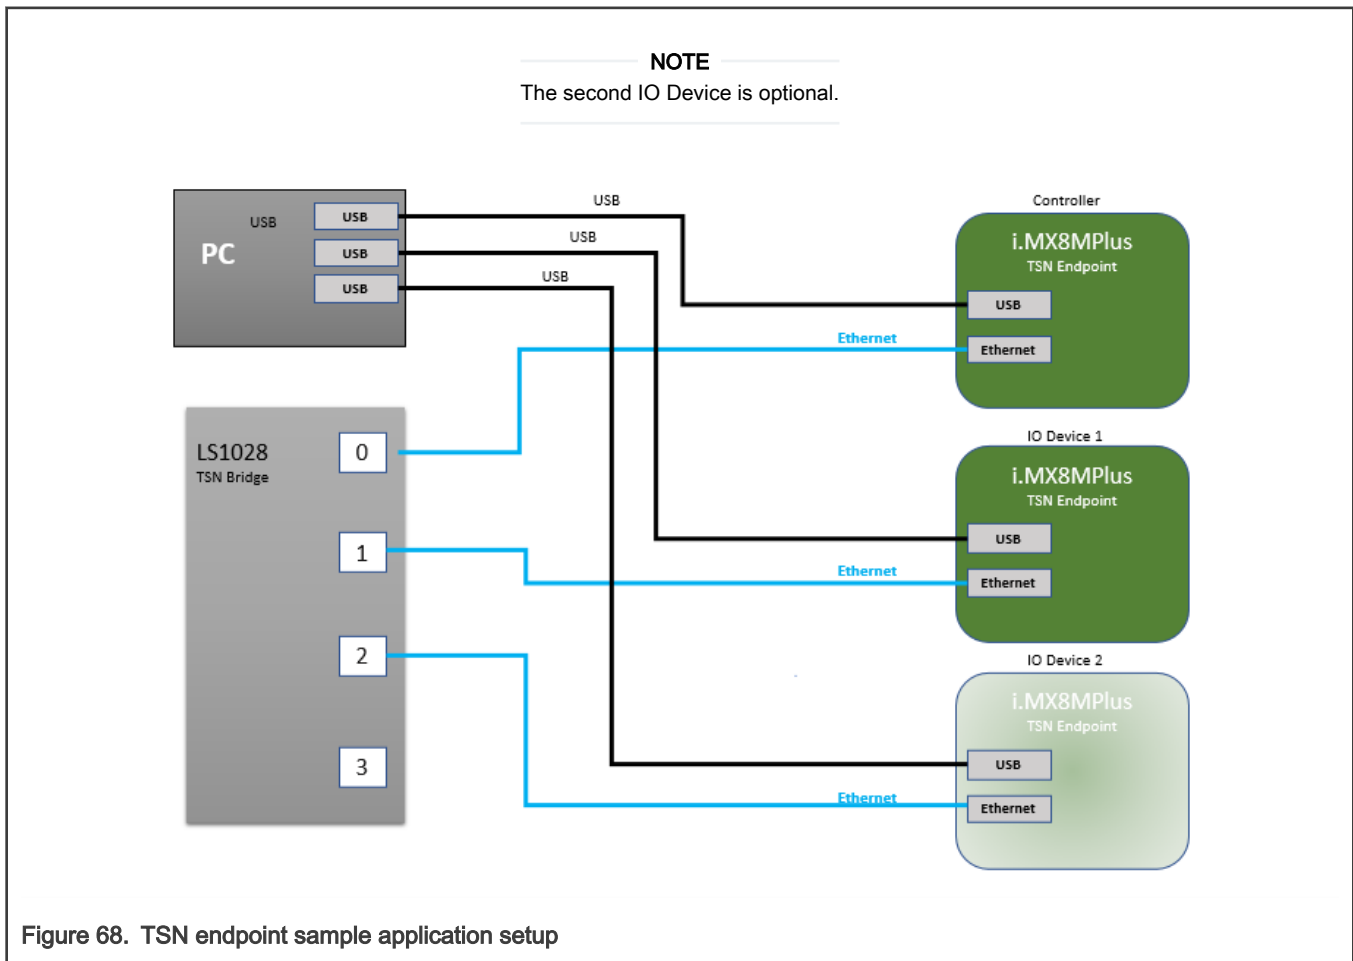 NOTE
The second IO Device is optional.
USB
PC
USB
USB
USB
USB
USB
USB
Controller
i.MX8MPlus
TSN Endpoint
USB
Ethernet
Ethernet
LS1028
TSN Bridge
0
1
2
3
IO Device 1
i.MX8MPlus
TSN Endpoint
USB
Ethernet
Ethernet
IO Device 2
i.MX8MPlus
TSN Endpoint
USB
Ethernet
Ethernet
Figure 68. TSN endpoint sample application setup